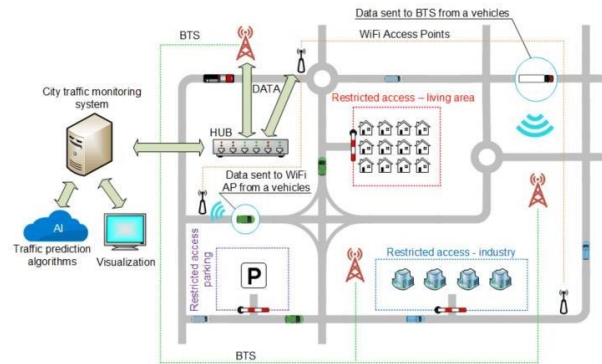 Data sent to BTS from a vehicles
BTS
WiFi Access Points
City traffic monitoring
system
DATA
HUB
Restricted access – living area
Data sent to WiFi
AP from a vehicles
AI
Traffic prediction
algorithms
Visualization
Restricted access
parking
P
Restricted access - industry
BTS